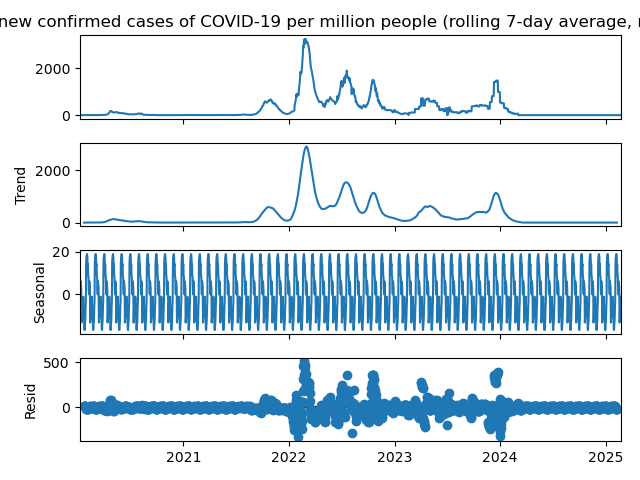 new confirmed cases of COVID-19 per million people (rolling 7-day average,
2000
0
Trend
2000
0
Seasonal
20
0
Resid
500
0
2021 2022 2023 2024 2025